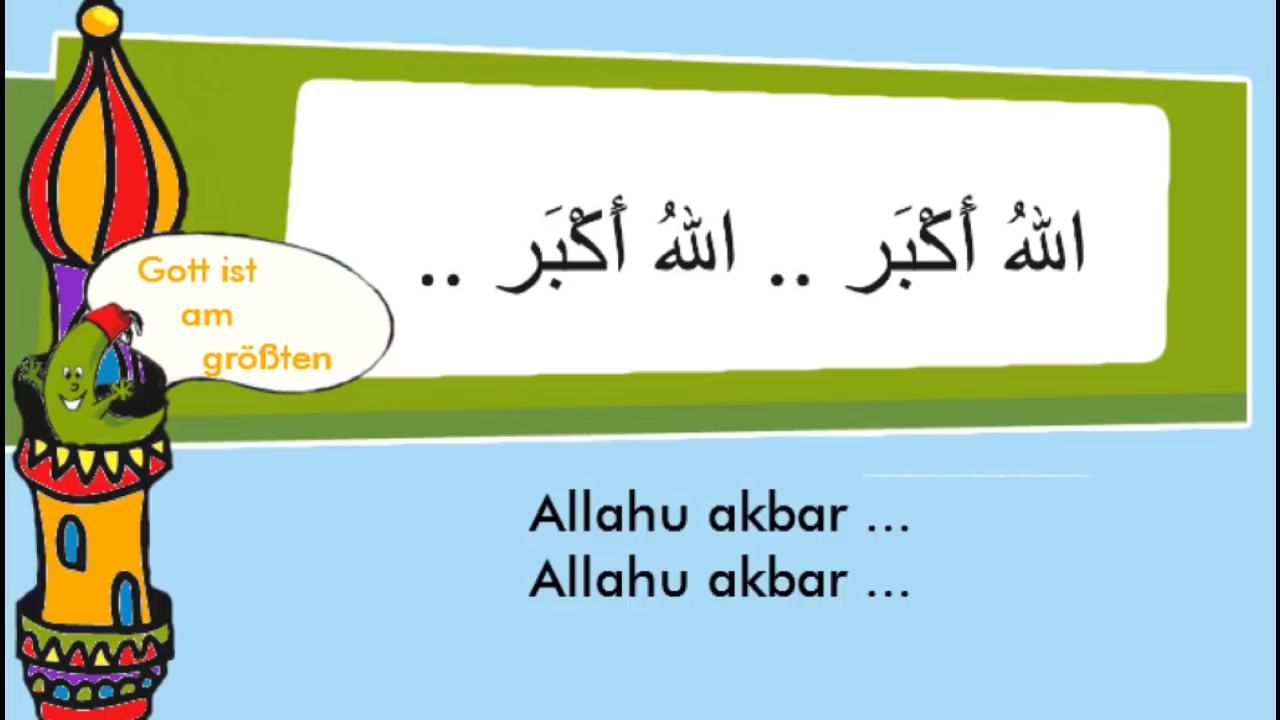 اللهُ أَكْبَر .. اللهُ أَكْبَر ..
Gott ist
am
größten
Allahu akbar ...
Allahu akbar ...